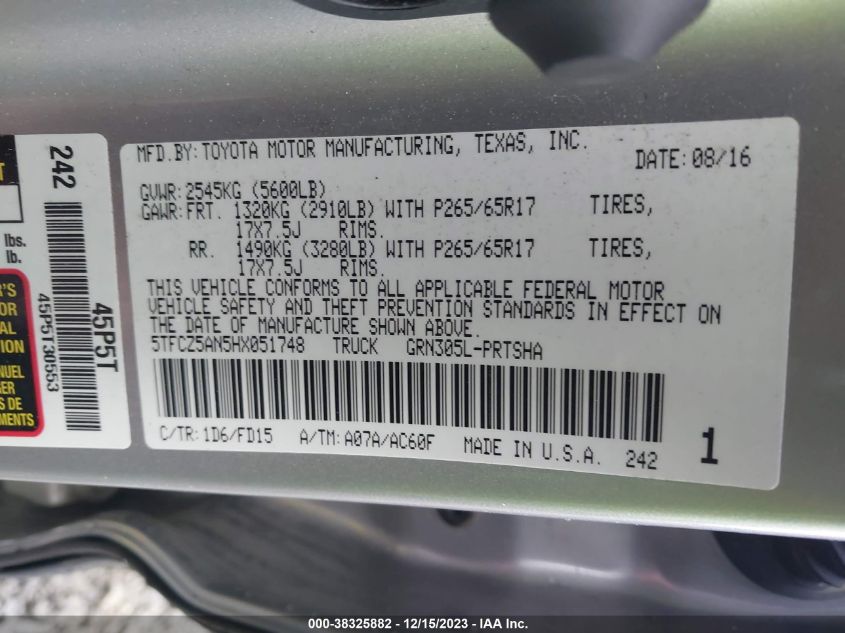 MFD.BY:TOYOTA MOTOR MANUFACTURING, TEXAS, INC.
DATE:08/16
GVWR:2545KG (5600LB)
GAWR:FRT. 1320KG (2910LB) WITH P265/65R17 TIRES,
17X7.5J RIMS.
RR. 1490KG (3280LB) WITH P265/65R17 TIRES,
17X7.5J RIMS.
THIS VEHICLE CONFORMS TO ALL APPLICABLE FEDERAL MOTOR
VEHICLE SAFETY AND THEFT PREVENTION STANDARDS IN EFFECT ON
THE DATE OF MANUFACTURE SHOWN ABOVE.
5TFCZ5AN5HX051748 TRUCK GRN305L-PRTSHA
C/TR:1D6/FD15 A/TM:A07A/AC60F MADE IN U.S.A. 242
1
242
45P5T
45P5T30553
lbs.
lb.
000-38325882 - 12/15/2023 - IAAI.COM